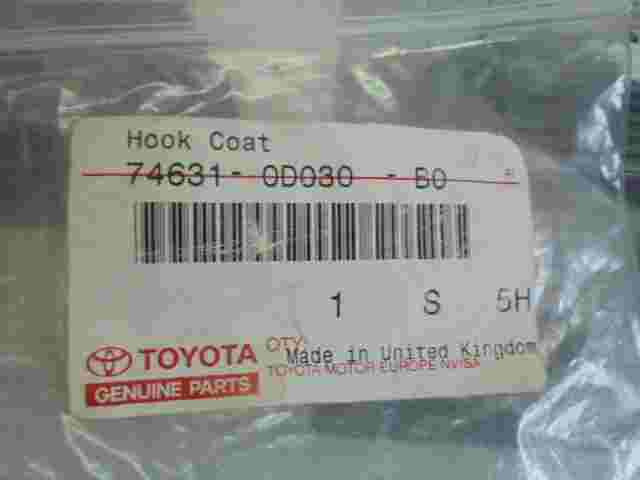 Hook Coat
74631-0D030 - B0
1 S 5H
TOYOTA
GENUINE PARTS
QTY.
Made in United Kingdom
TOYOTA MOTOR EUROPE NV/SA